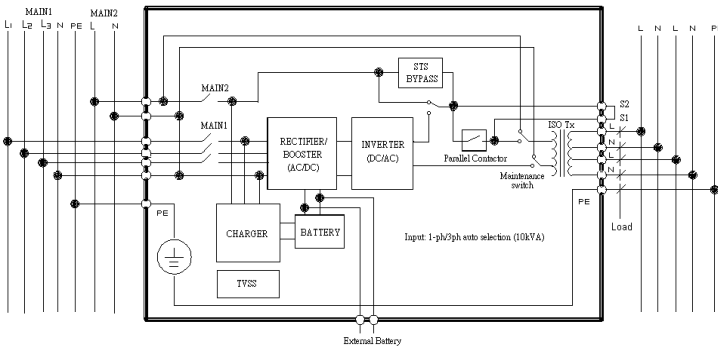 MAIN1 MAIN2
L1 L2 L3 N PE L N
L N L N P
MAIN2
STS
BYPASS
S2
S1
MAIN1
ISO Tx
RECTIFIER/
BOOSTER
(AC/DC)
INVERTER
(DC/AC)
Parallel Contactor
Maintenance
switch
L
N
L
N
PE
PE
Load
CHARGER
BATTERY
Input: 1-ph/3ph auto selection (10kVA)
TVSS
External Battery